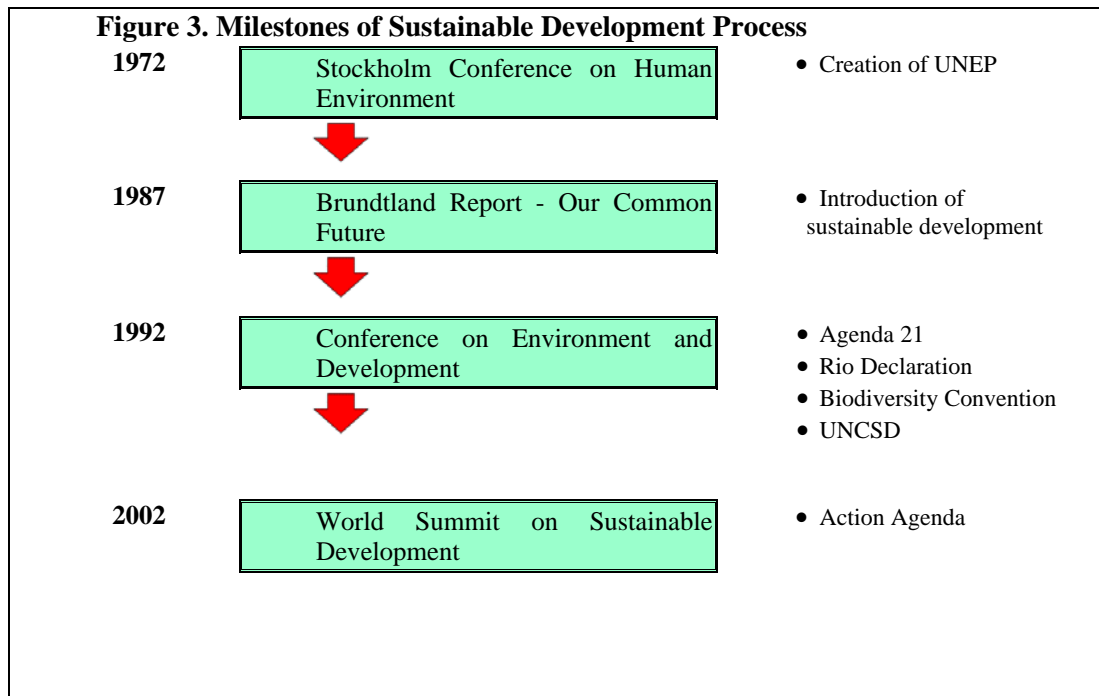 Figure 3. Milestones of Sustainable Development Process
1972
Stockholm Conference on Human
Environment
• Creation of UNEP
1987
Brundtland Report - Our Common
Future
• Introduction of
sustainable development
1992
Conference on Environment and
Development
• Agenda 21
• Rio Declaration
• Biodiversity Convention
• UNCSD
2002
World Summit on Sustainable
Development
• Action Agenda